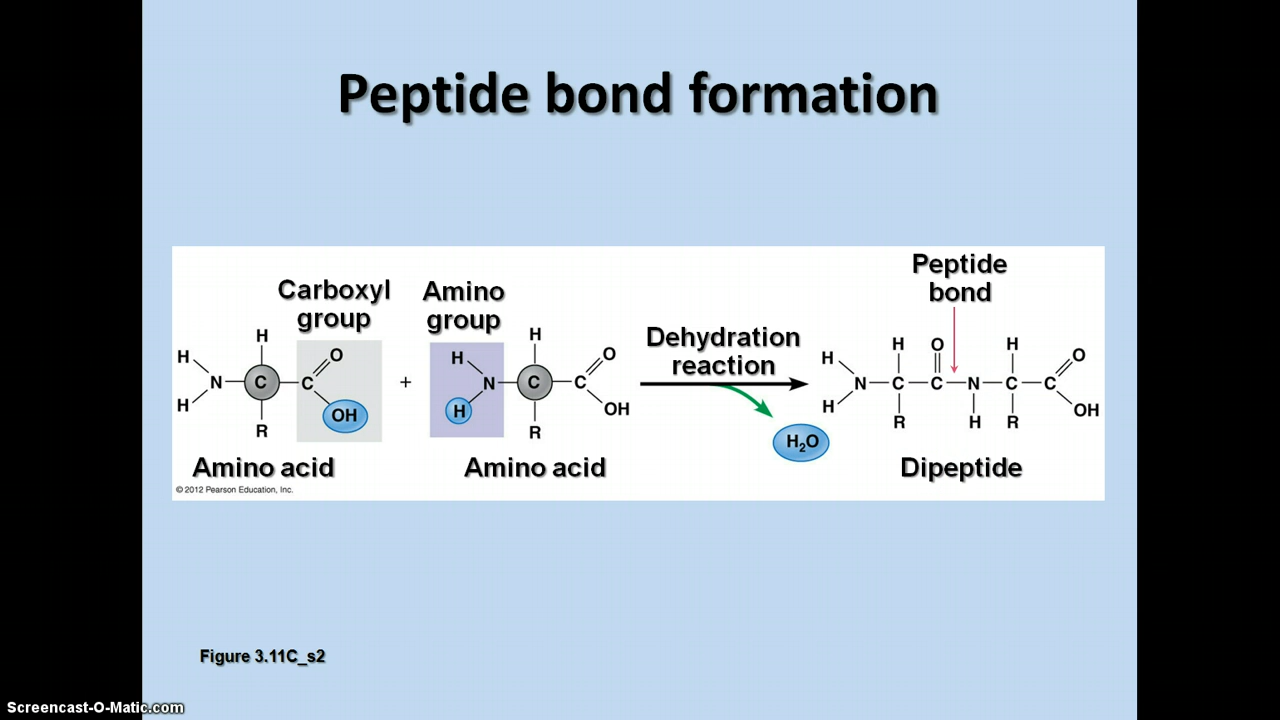 Peptide bond formation
Carboxyl
group
Amino
group
Dehydration
reaction
Peptide
bond
H
H
N
C
H
R
C
O
OH
+
H
H
N
C
H
R
C
O
OH
H₂O
H
H
N
C
H
R
C
O
N
H
C
H
R
C
O
OH
Amino acid
Amino acid
Dipeptide
© 2012 Pearson Education, Inc.
Figure 3.11C_s2
Screencast-O-Matic.com